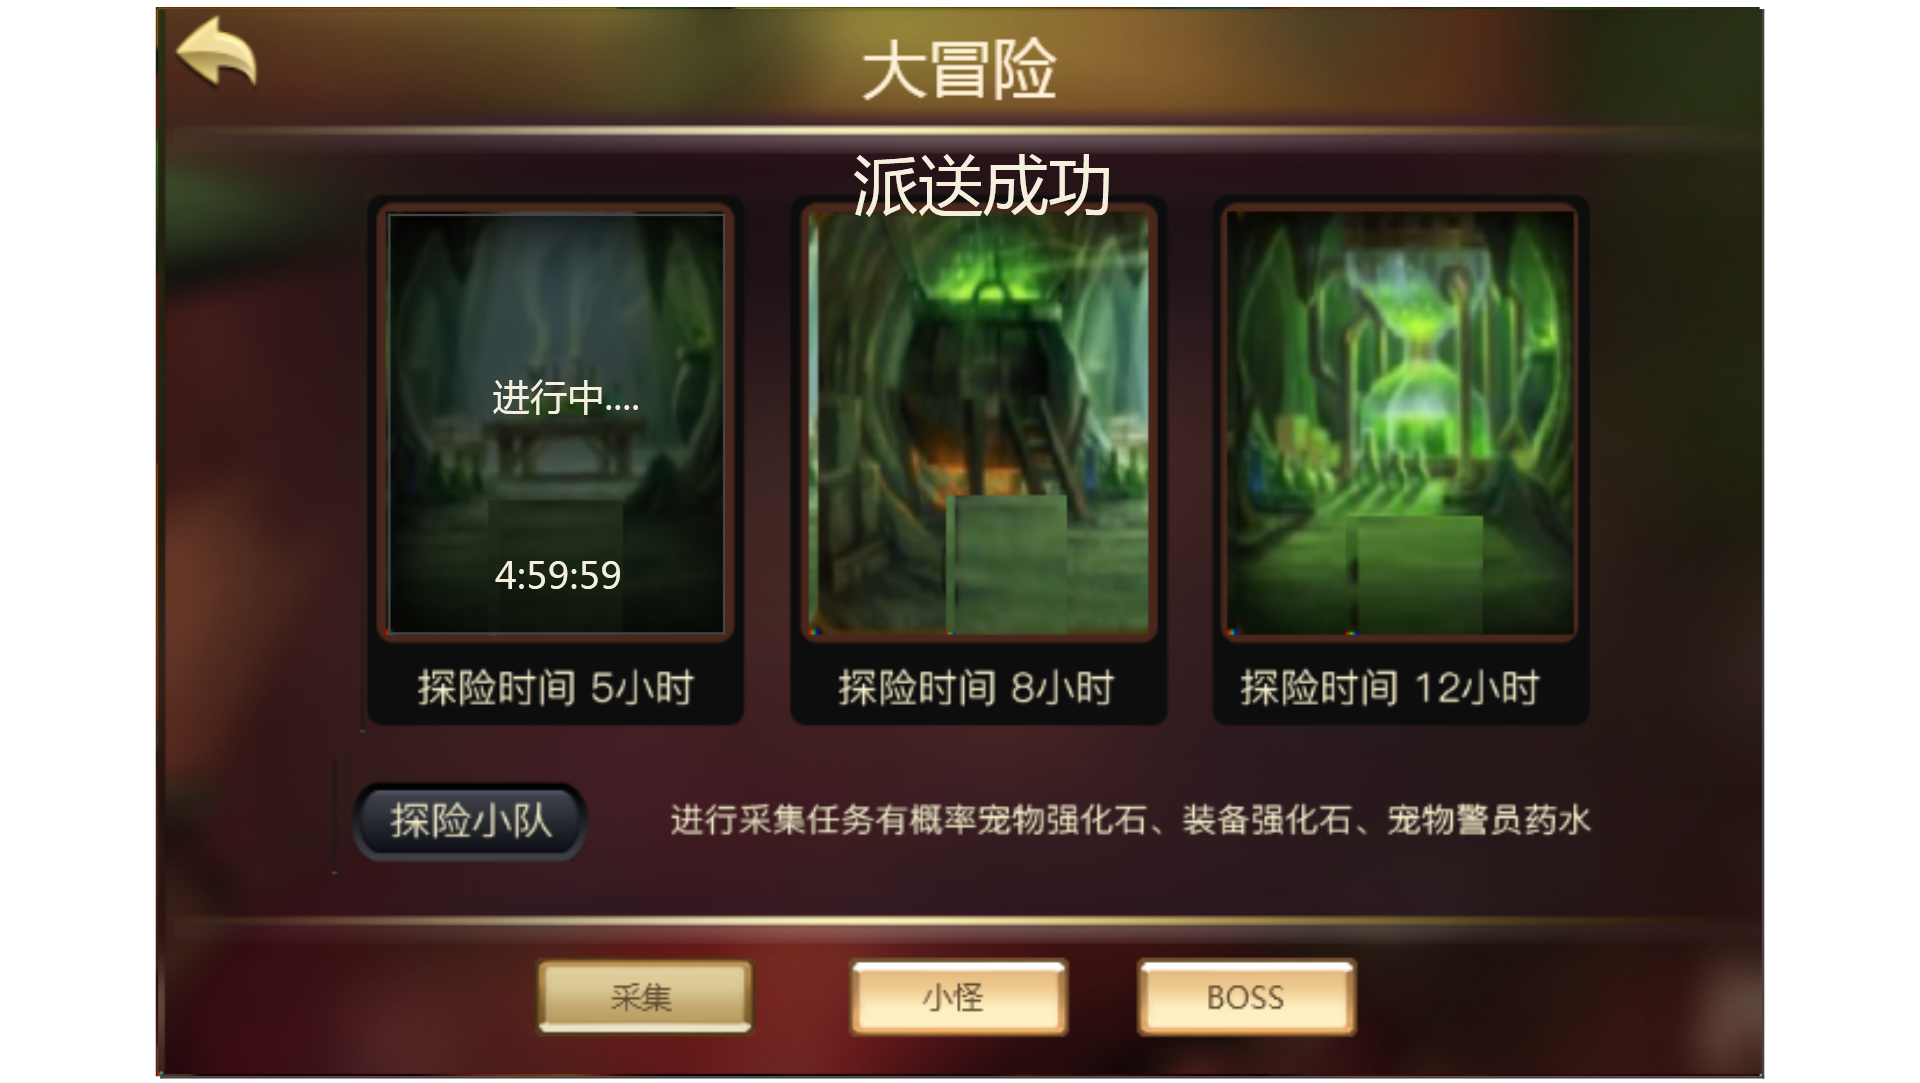 大冒险
派送成功
进行中....
4:59:59
探险时间 5小时
探险时间 8小时
探险时间 12小时
探险小队
进行采集任务有概率宠物强化石、装备强化石、宠物警员药水
采集
小怪
BOSS